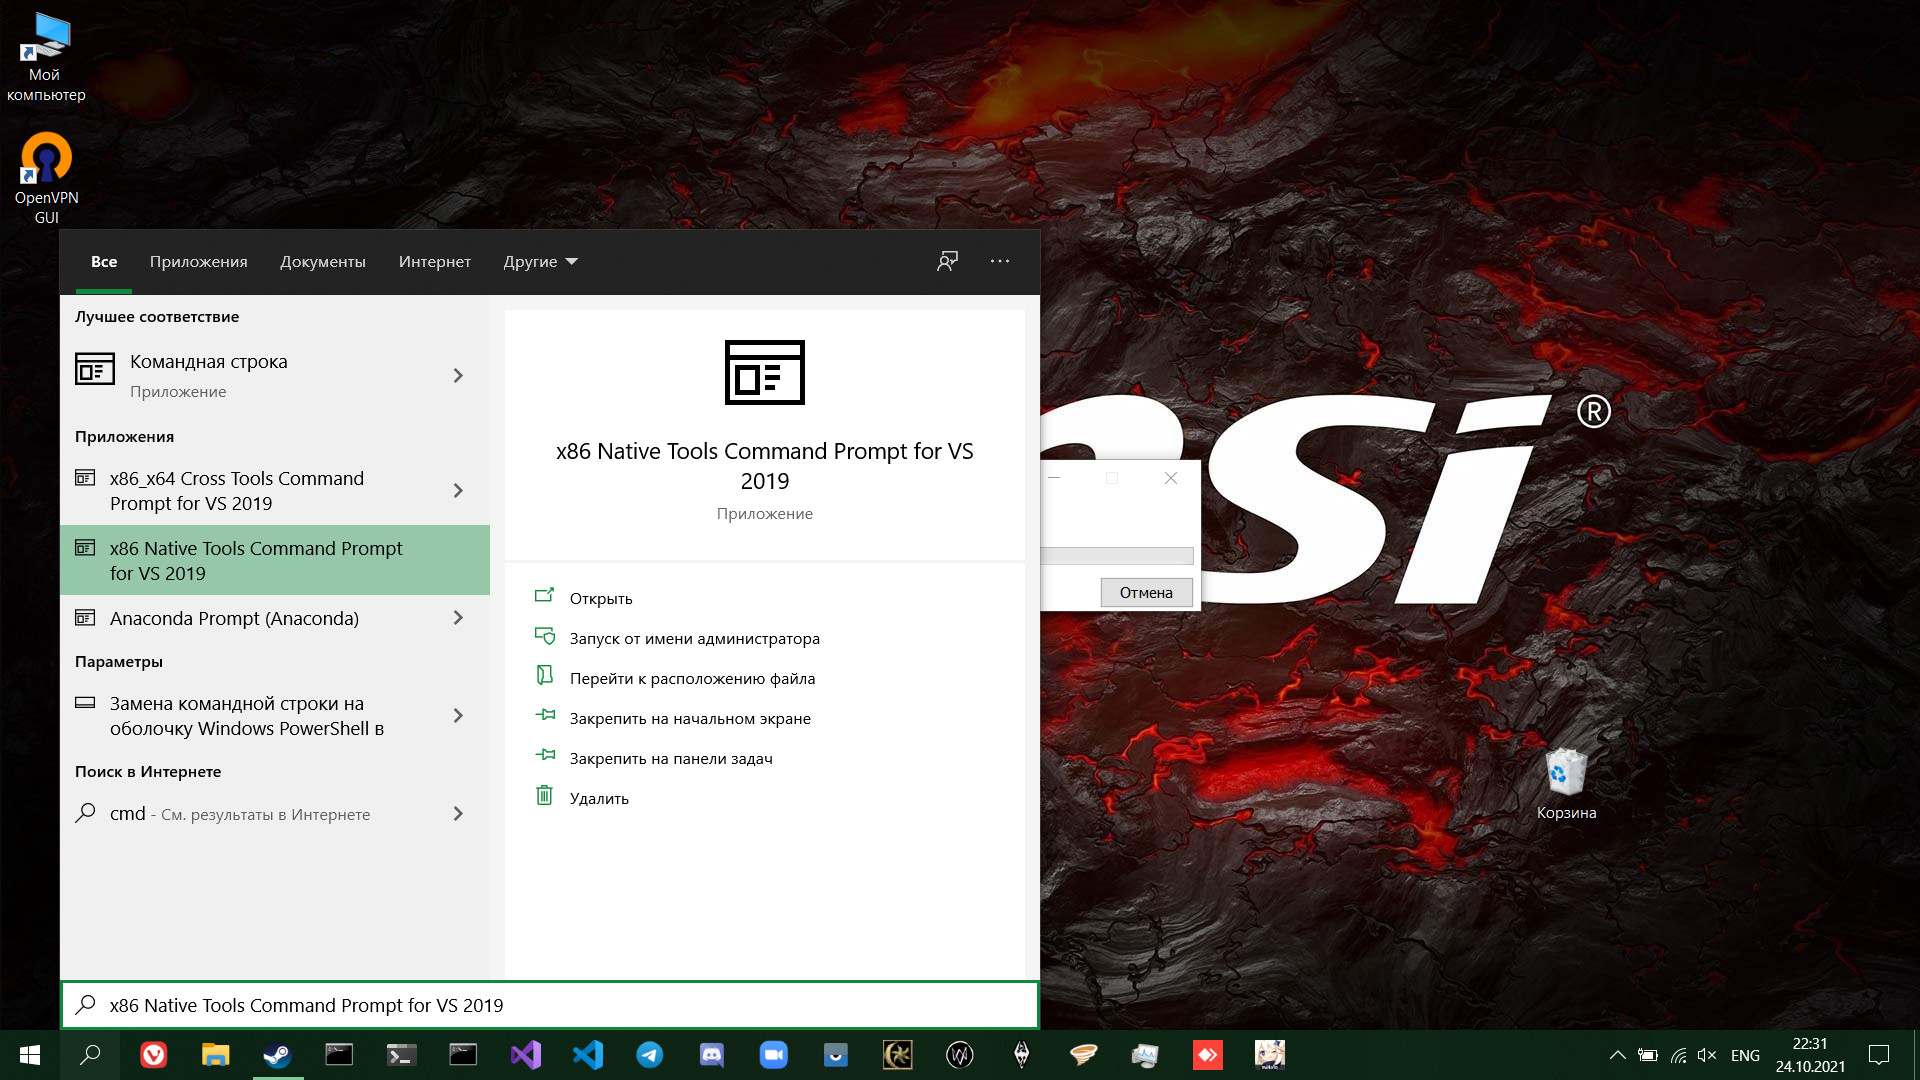 Мой
компьютер
OpenVPN
GUI
Все
Приложения
Документы
Интернет
Другие
Лучшее соответствие
Командная строка
Приложение
Приложения
x86_x64 Cross Tools Command
Prompt for VS 2019
x86 Native Tools Command Prompt
for VS 2019
Anaconda Prompt (Anaconda)
Параметры
Замена командной строки на
оболочку Windows PowerShell в
Поиск в Интернете
cmd - См. результаты в Интернете
x86 Native Tools Command Prompt for VS
2019
Приложение
Открыть
Запуск от имени администратора
Перейти к расположению файла
Закрепить на начальном экране
Закрепить на панели задач
Удалить
Отмена
si ®
Корзина
x86 Native Tools Command Prompt for VS 2019
ENG
22:31
24.10.2021